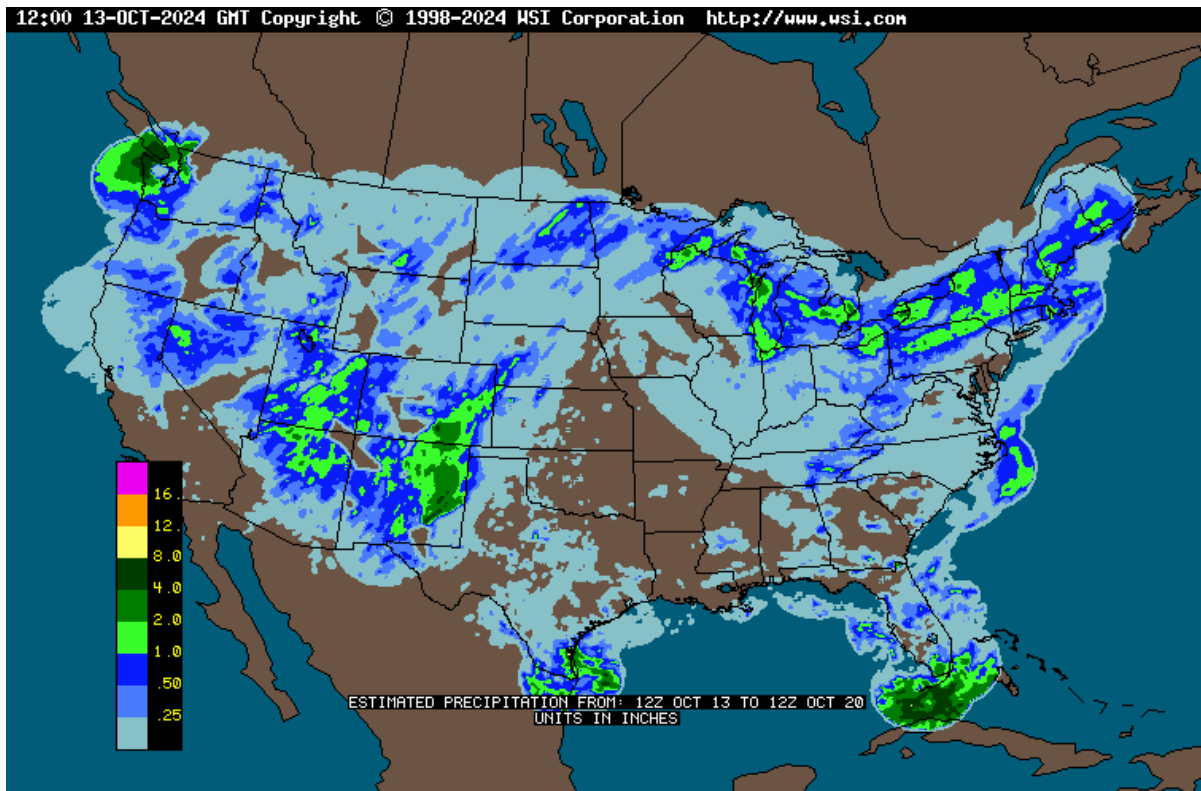 12:00 13-OCT-2024 GMT Copyright © 1998-2024 WSI Corporation http://www.wsi.com
16.
12.
8.0
4.0
2.0
1.0
.50
.25
ESTIMATED PRECIPITATION FROM: 12Z OCT 13 TO 12Z OCT 20
UNITS IN INCHES